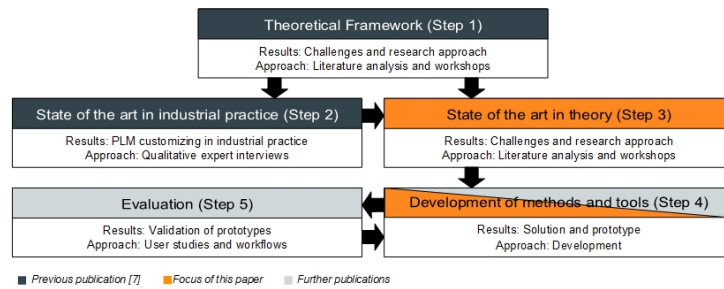 Theoretical Framework (Step 1)
Results: Challenges and research approach
Approach: Literature analysis and workshops
State of the art in industrial practice (Step 2)
Results: PLM customizing in industrial practice
Approach: Qualitative expert interviews
State of the art in theory (Step 3)
Results: Challenges and research approach
Approach: Literature analysis and workshops
Evaluation (Step 5)
Results: Validation of prototypes
Approach: User studies and workflows
Development of methods and tools (Step 4)
Results: Solution and prototype
Approach: Development
Previous publication [7]
Focus of this paper
Further publications